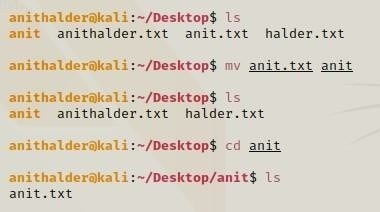 anithalder@kali:~/Desktop$ ls
anit  anithalder.txt  anit.txt  halder.txt
anithalder@kali:~/Desktop$ mv anit.txt anit
anithalder@kali:~/Desktop$ ls
anit  anithalder.txt  halder.txt
anithalder@kali:~/Desktop$ cd anit
anithalder@kali:~/Desktop/anit$ ls
anit.txt